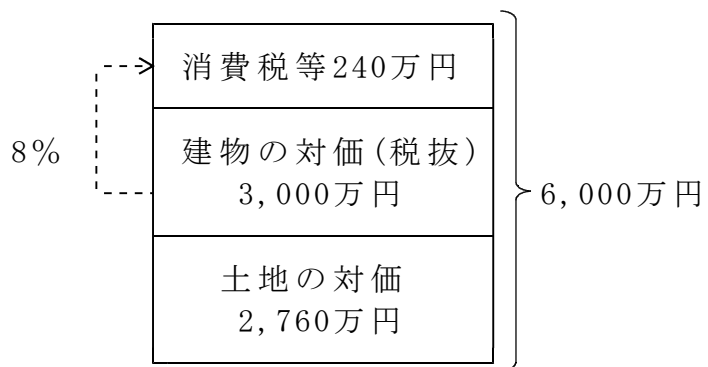 消費税等240万円
8%
建物の対価(税抜)
3,000万円
6,000万円
土地の対価
2,760万円